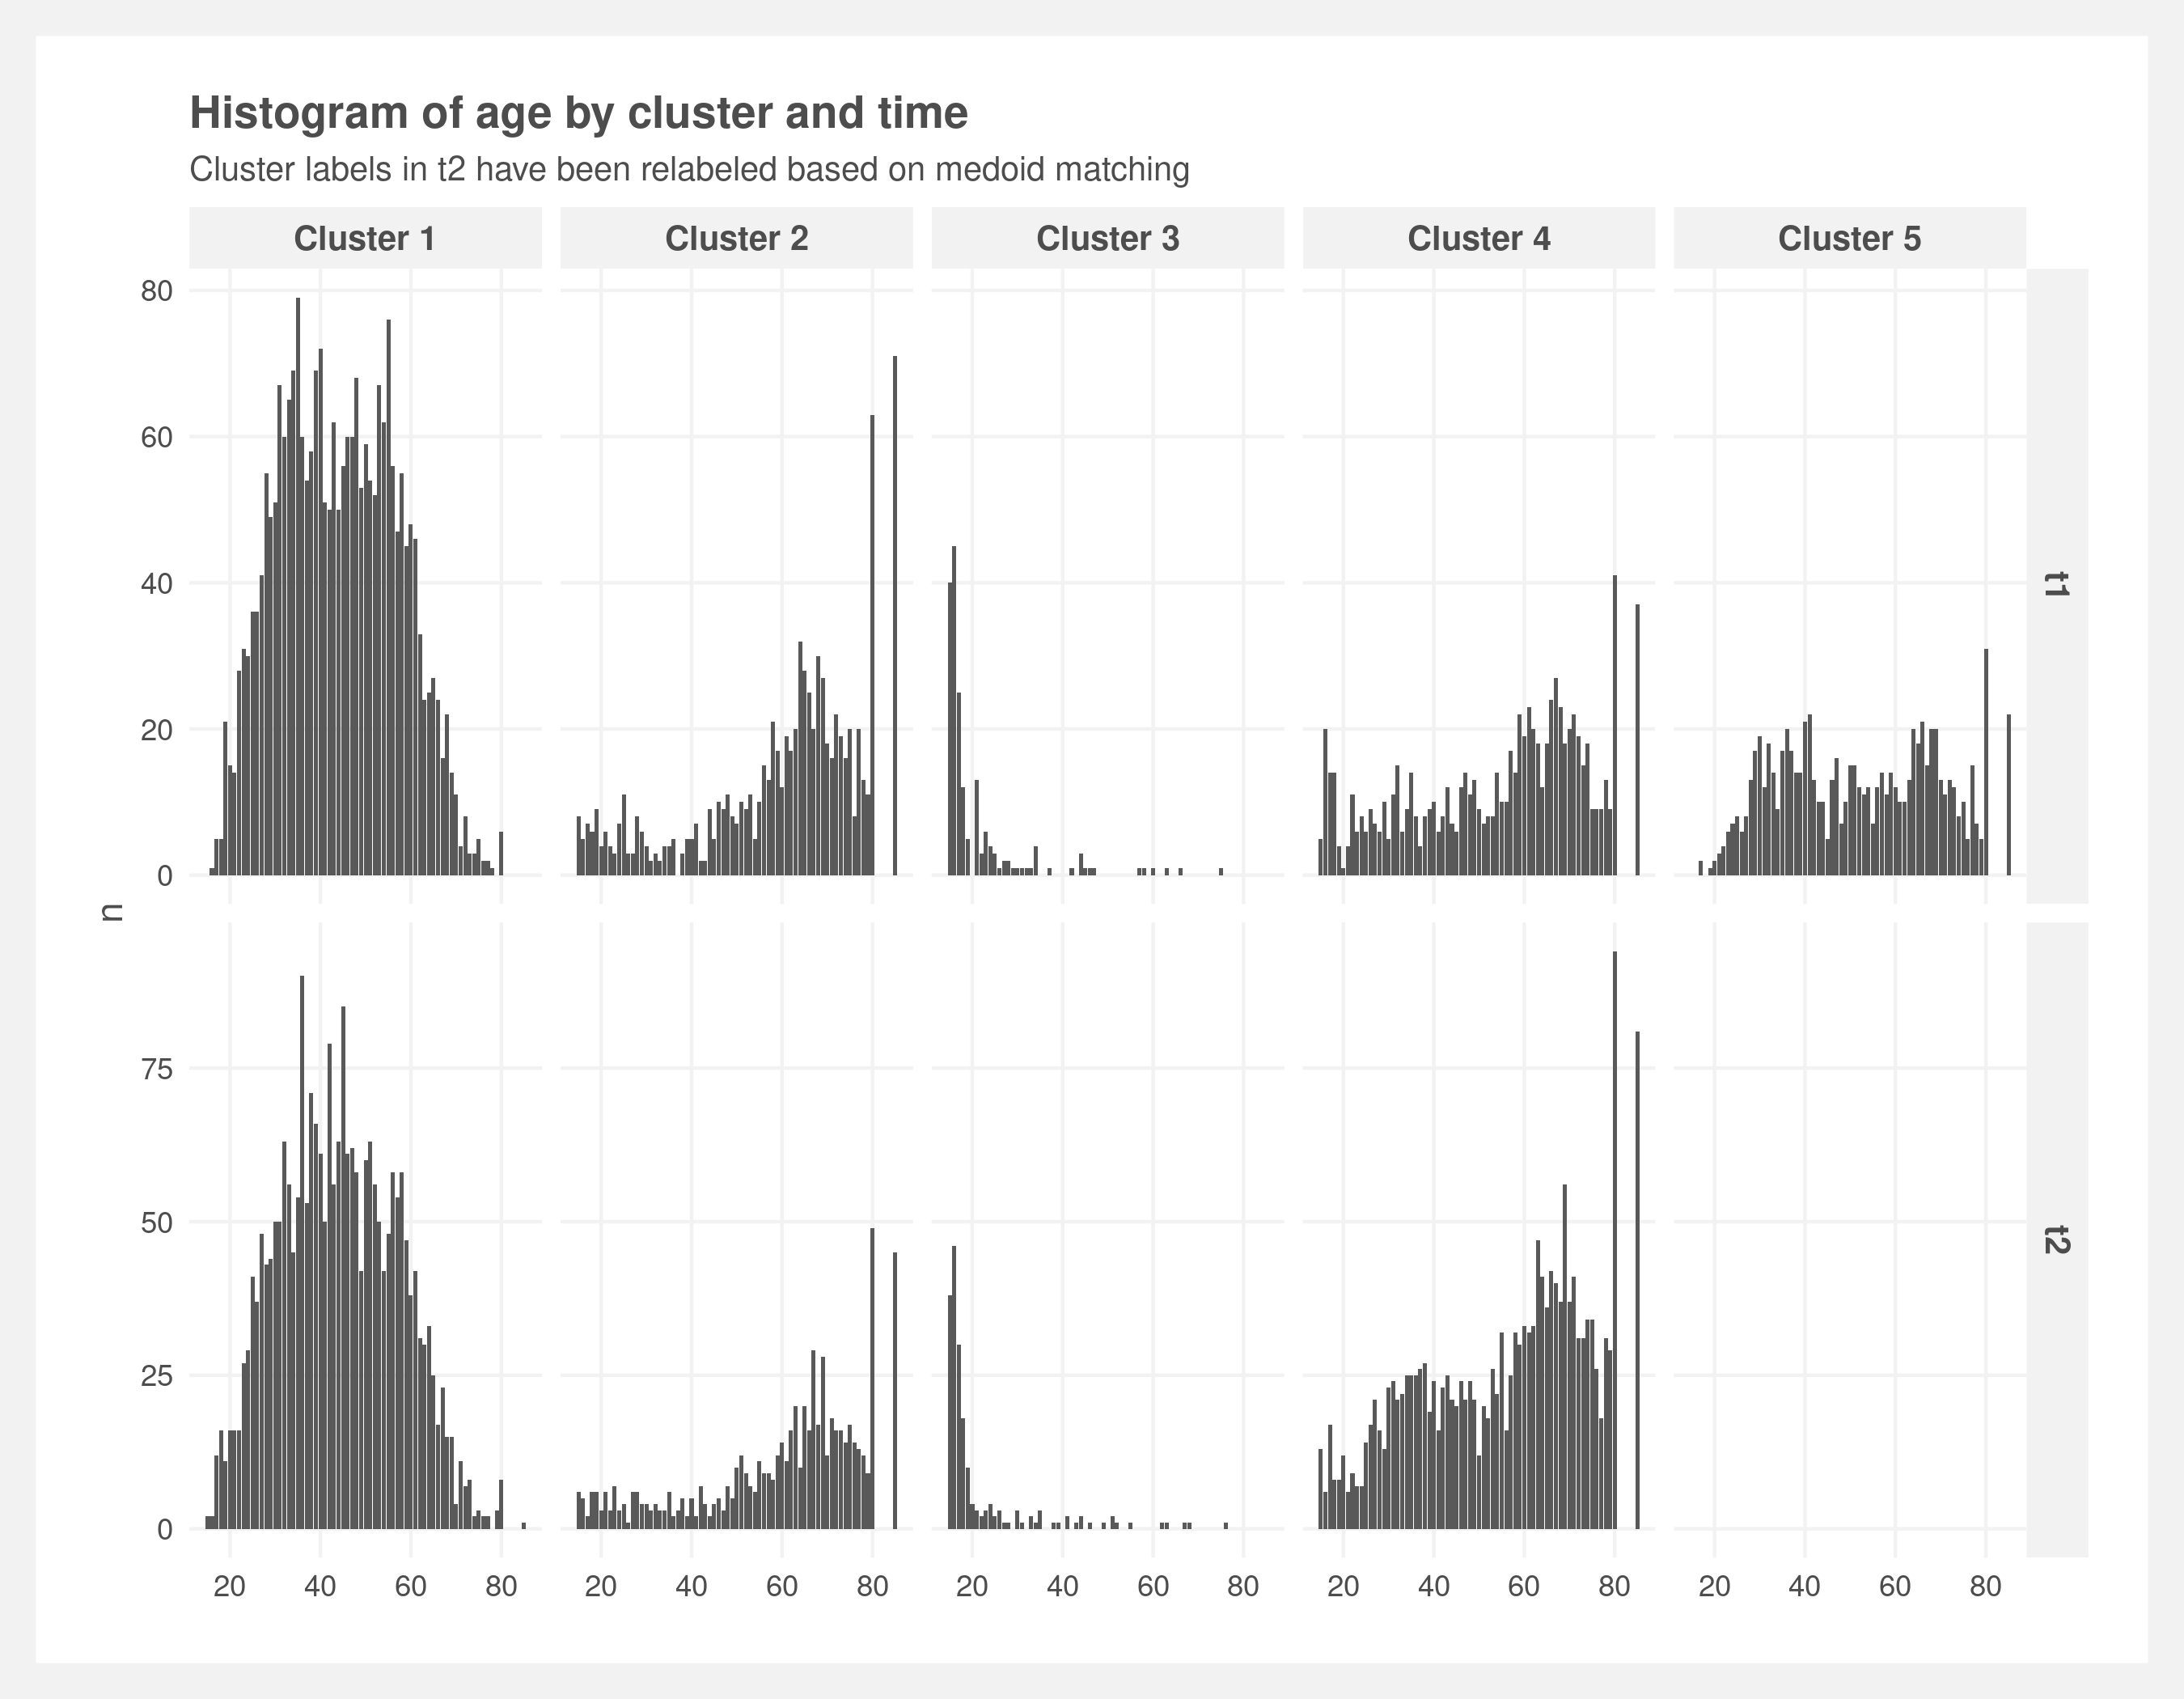 Histogram of age by cluster and time
Cluster labels in t2 have been relabeled based on medoid matching
Cluster 1 Cluster 2 Cluster 3 Cluster 4 Cluster 5
80
60
40
20
0
t1
n
75
50
25
0
t2
20 40 60 80 20 40 60 80 20 40 60 80 20 40 60 80 20 40 60 80